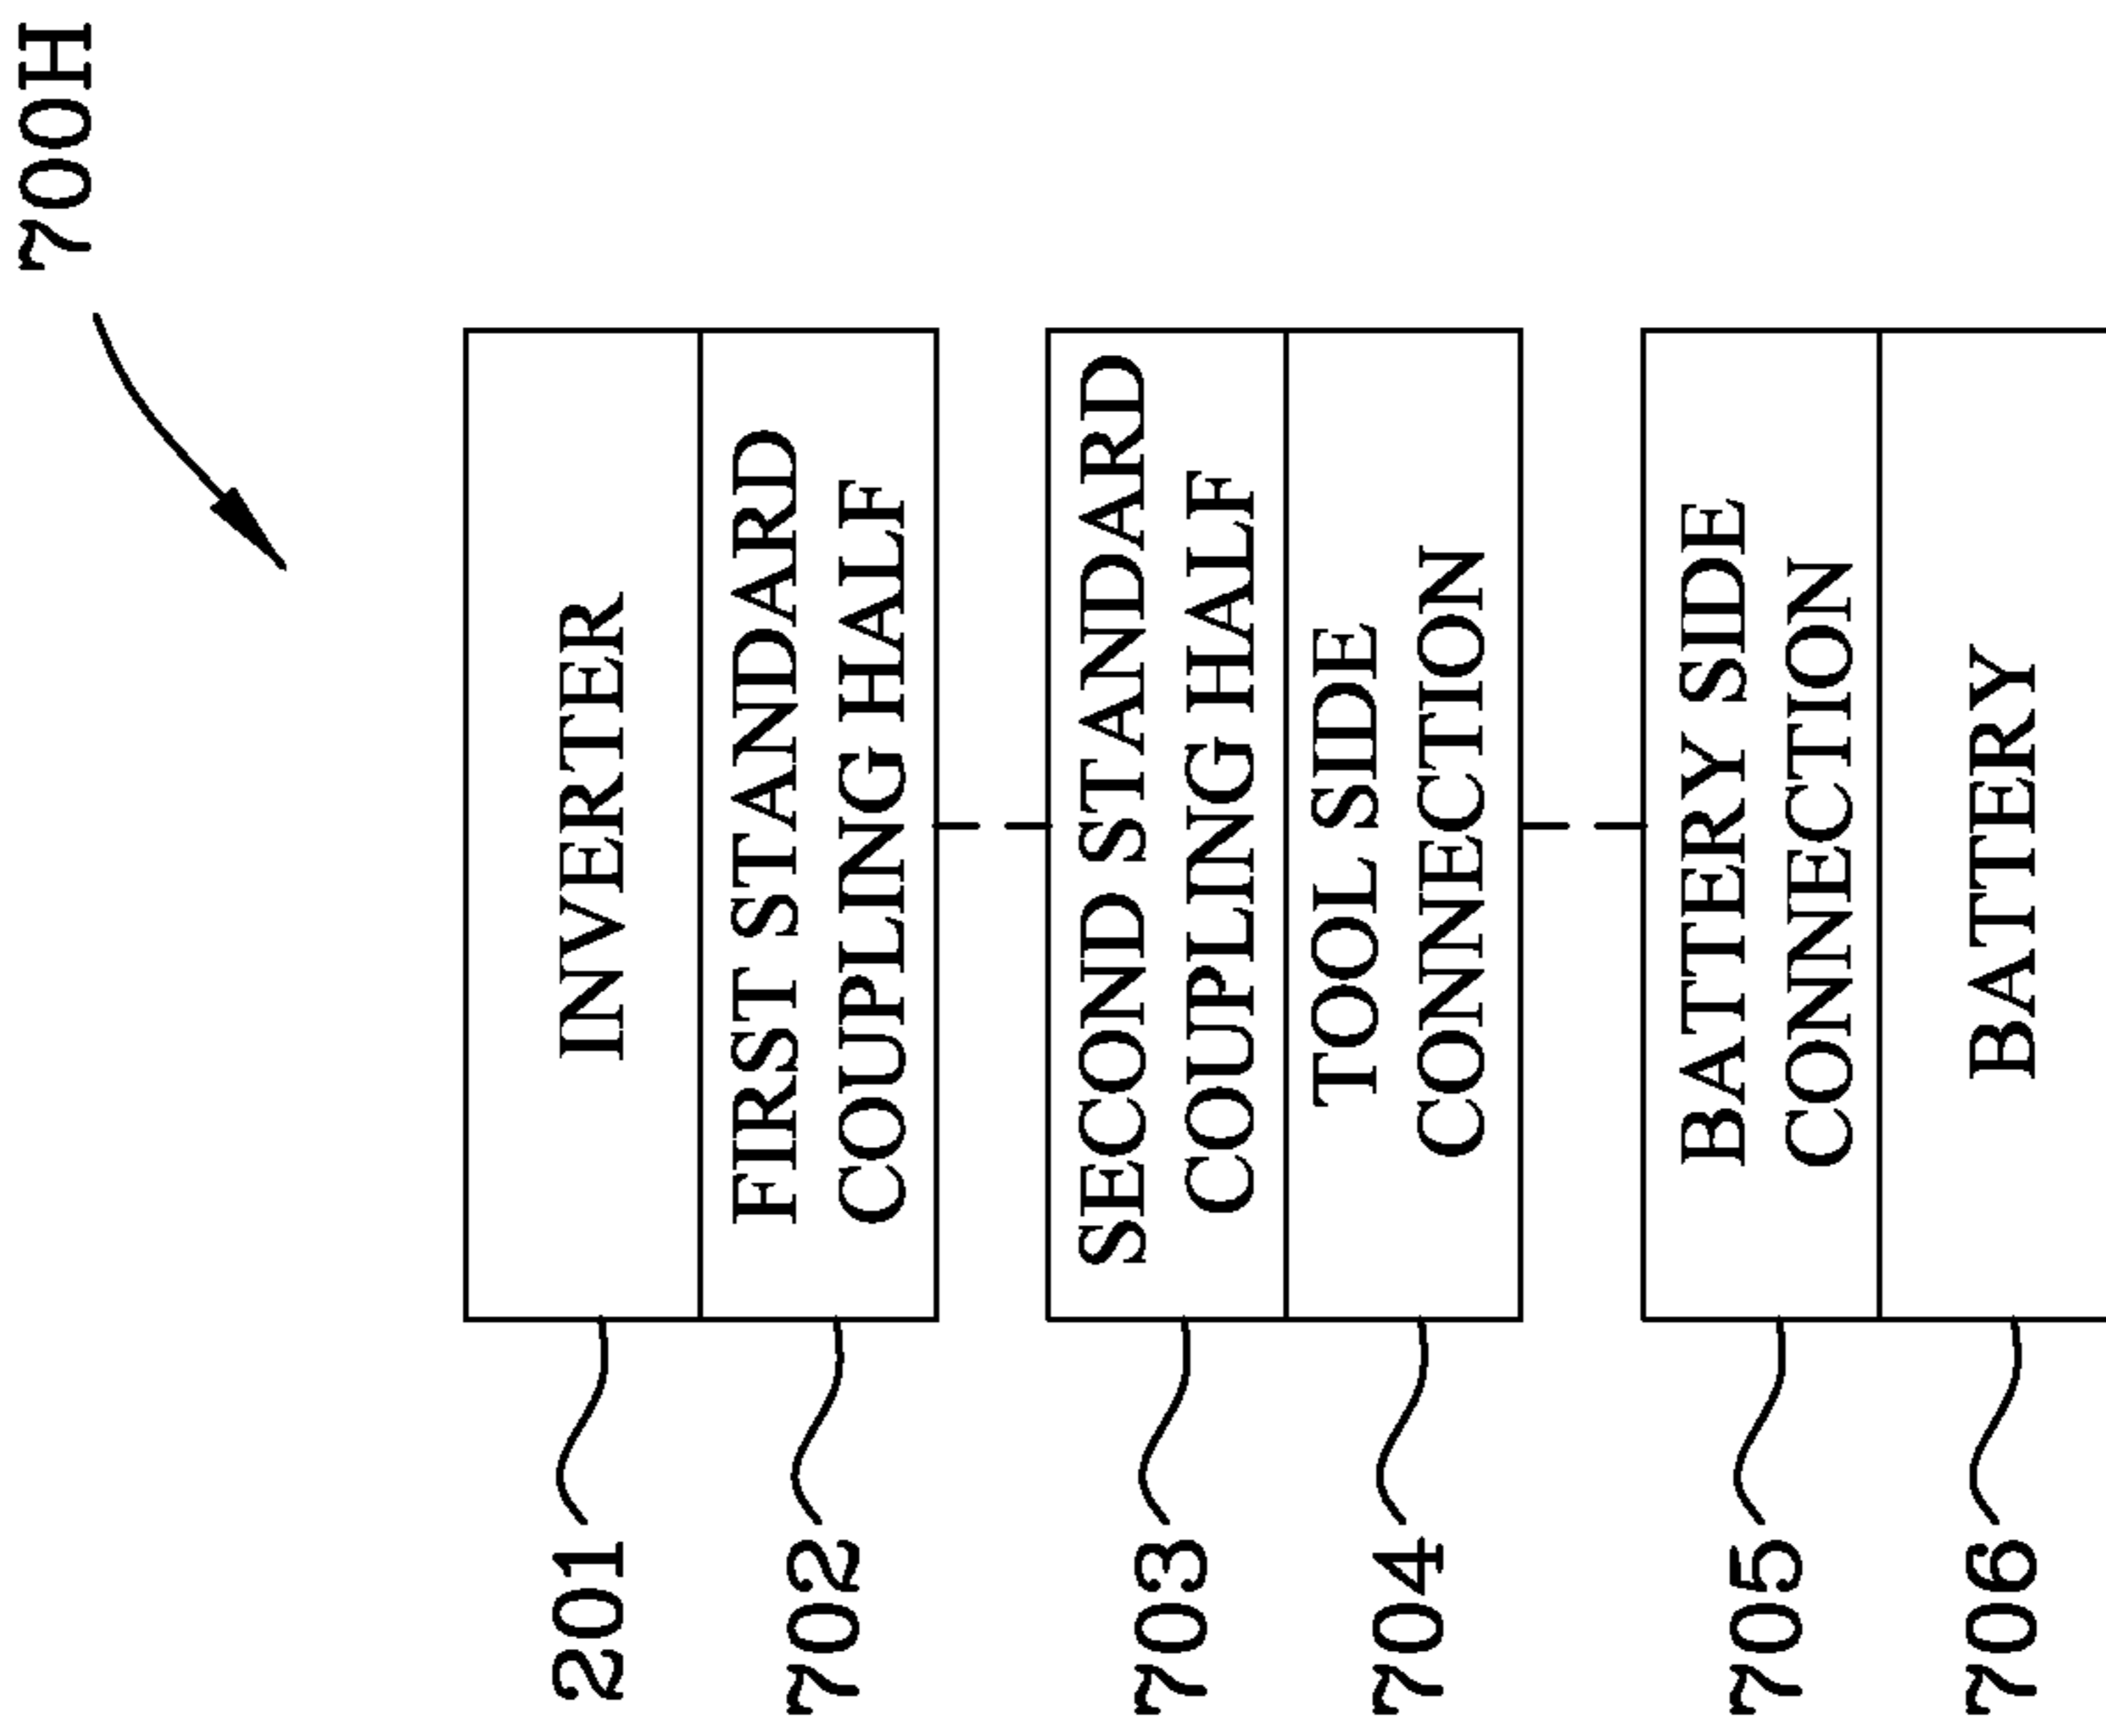 700H
INVERTER
FIRST STANDARD
COUPLING HALF
SECOND STANDARD
COUPLING HALF
TOOL SIDE
CONNECTION
BATTERY SIDE
CONNECTION
BATTERY
201
702
703
704
705
706